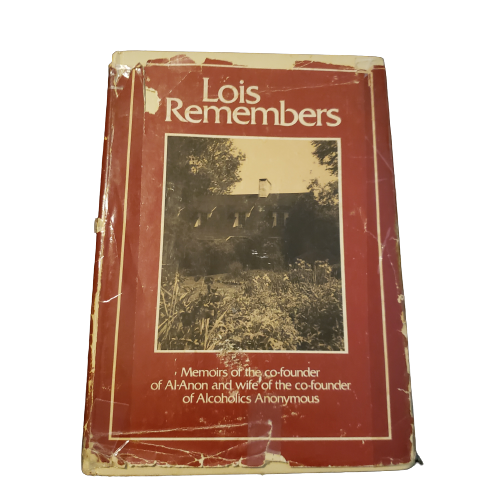 Lois
Remembers
Memoirs of the co-founder
of Al-Anon and wife of the co-founder
of Alcoholics Anonymous